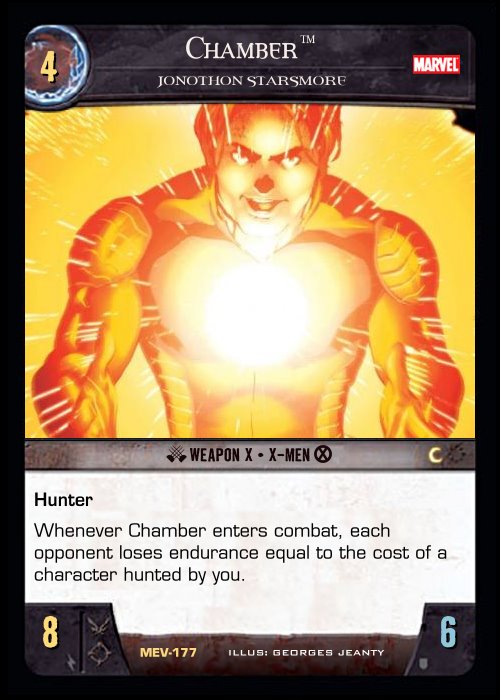 4
CHAMBER™
JONOTHON STARSMORE
MARVEL
WEAPON X • X-MEN
C
Hunter
Whenever Chamber enters combat, each
opponent loses endurance equal to the cost of a
character hunted by you.
8
MEV-177
ILLUS: GEORGES JEANTY
6